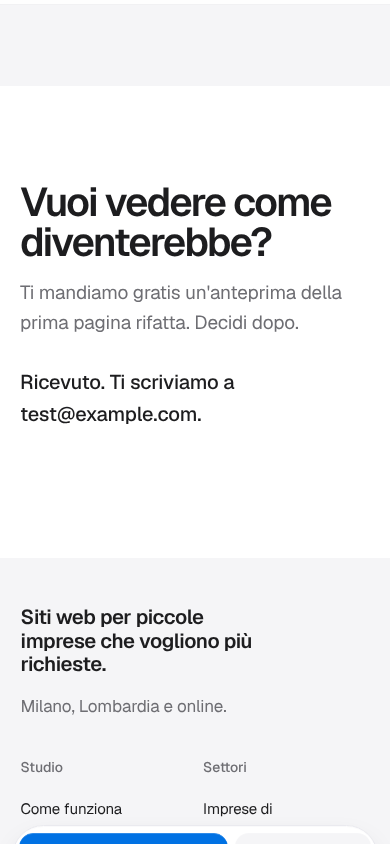 Vuoi vedere come
diventerebbe?
Ti mandiamo gratis un'anteprima della
prima pagina rifatta. Decidi dopo.
Ricevuto. Ti scriviamo a
test@example.com.
Siti web per piccole
imprese che vogliono più
richieste.
Milano, Lombardia e online.
Studio
Settori
Come funziona
Imprese di